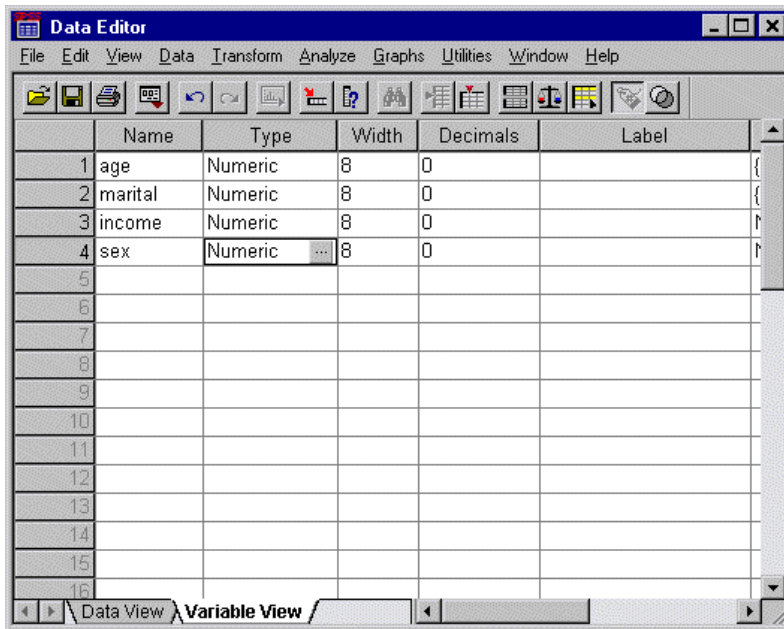 Data Editor
File Edit View Data Transform Analyze Graphs Utilities Window Help
Name Type Width Decimals Label
1 age Numeric 8 0 {
2 marital Numeric 8 0 {
3 income Numeric 8 0
4 sex Numeric ... 8 0
5
6
7
8
9
10
11
12
13
14
15
16
Data View Variable View